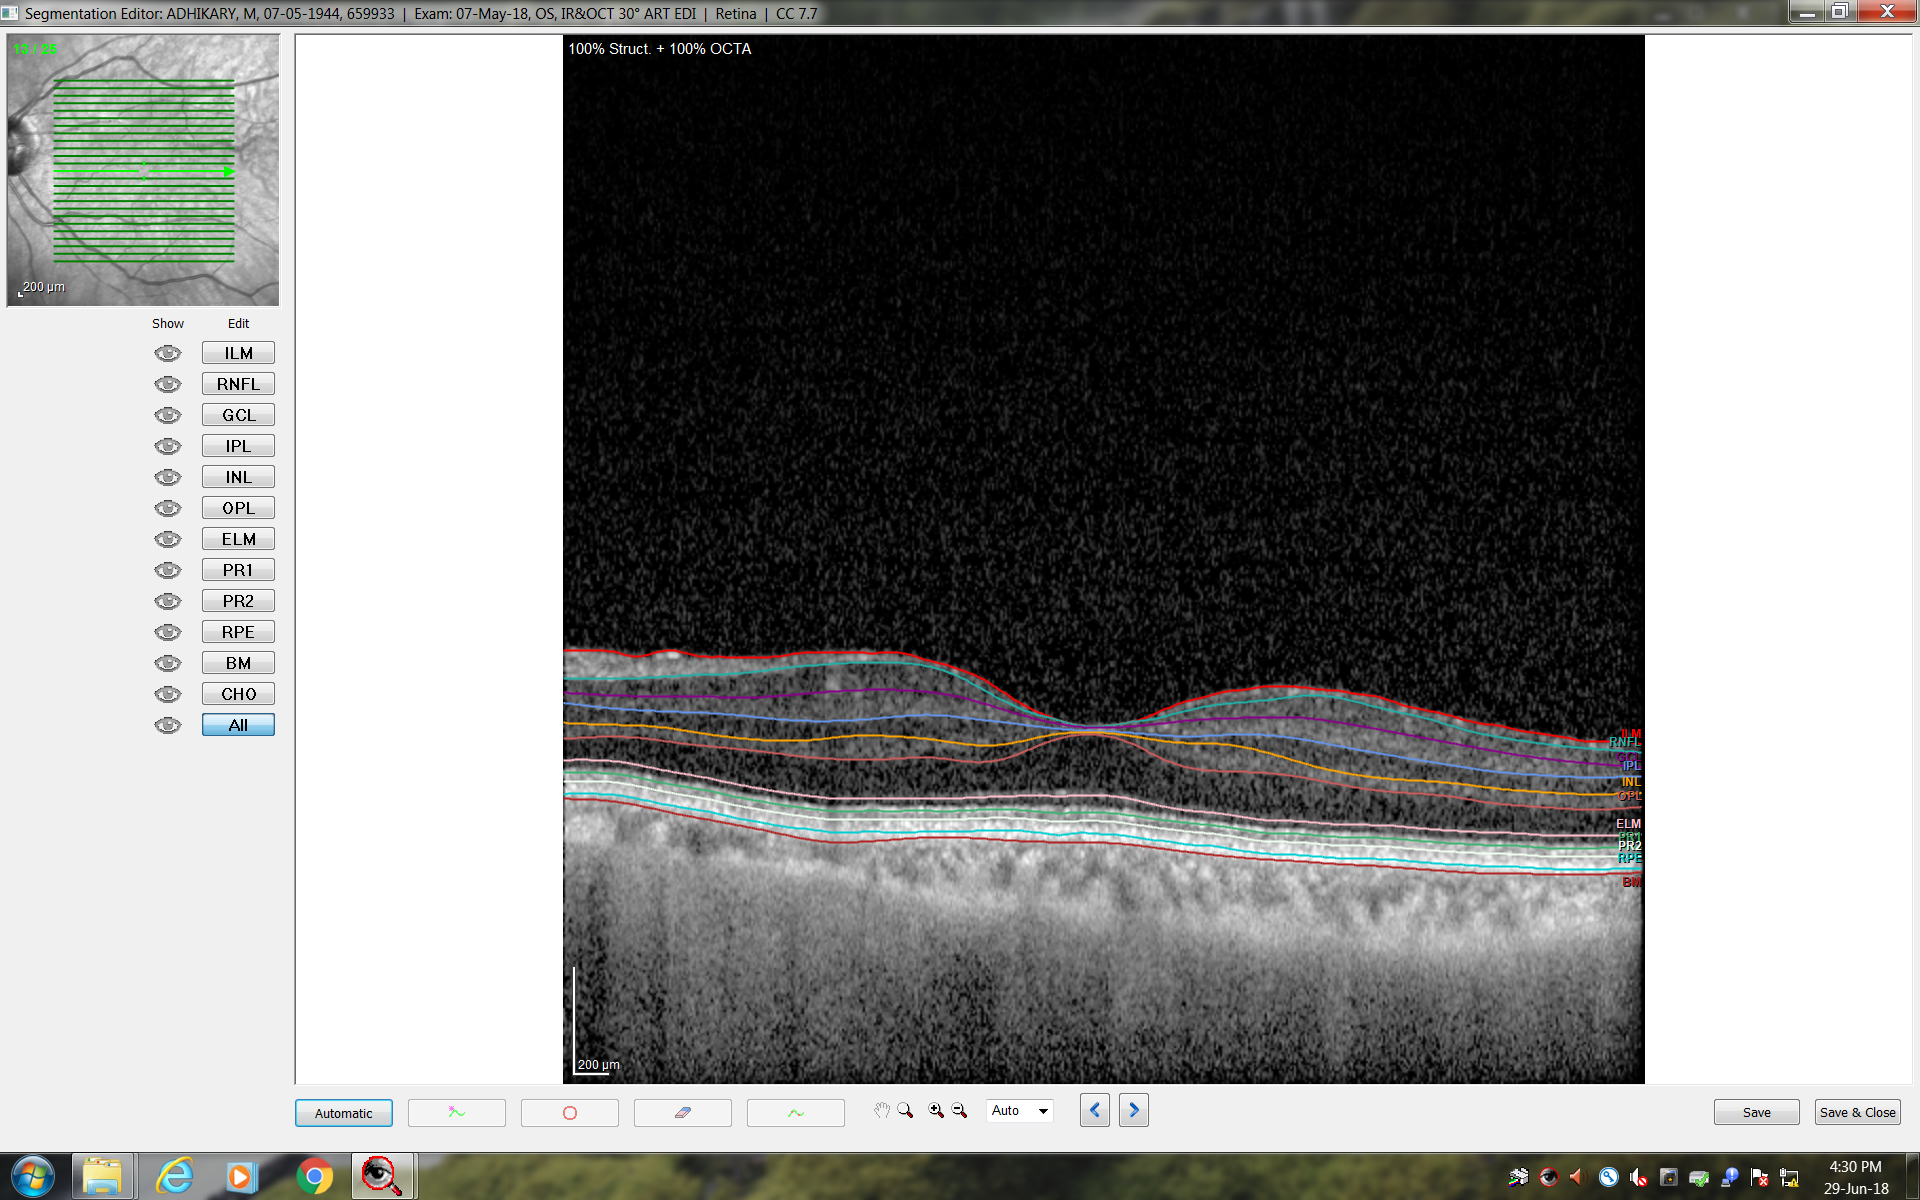 Segmentation Editor: ADHIKARY, M, 07-05-1944, 659933 | Exam: 07-May-18, OS, IR&OCT 30° ART EDI | Retina | CC 7.7
100% Struct. + 100% OCTA
200 µm
Show Edit
ILM
RNFL
GCL
IPL
INL
OPL
ELM
PR1
PR2
RPE
BM
CHO
All
ILM
RNFL
GCL
IPL
INL
OPL
ELM
PR1
PR2
RPE
BM
200 µm
Automatic
Auto
Save
Save & Close
4:30 PM
29-Jun-18